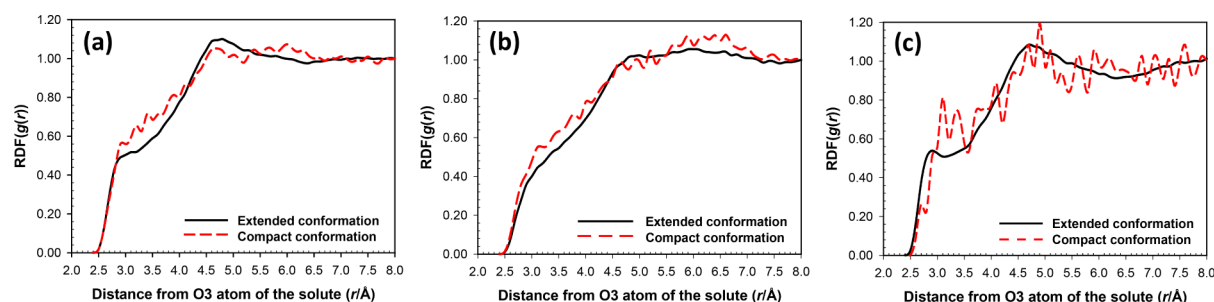 (a)
RDF(g(r))
1.20
1.00
0.80
0.60
0.40
0.20
0.00
Extended conformation
Compact conformation
2.0 2.5 3.0 3.5 4.0 4.5 5.0 5.5 6.0 6.5 7.0 7.5 8.0
Distance from O3 atom of the solute (r/Å)
(b)
RDF(g(r))
1.20
1.00
0.80
0.60
0.40
0.20
0.00
Extended conformation
Compact conformation
2.0 2.5 3.0 3.5 4.0 4.5 5.0 5.5 6.0 6.5 7.0 7.5 8.0
Distance from O3 atom of the solute (r/Å)
(c)
RDF(g(r))
1.20
1.00
0.80
0.60
0.40
0.20
0.00
Extended conformation
Compact conformation
2.0 2.5 3.0 3.5 4.0 4.5 5.0 5.5 6.0 6.5 7.0 7.5 8.0
Distance from O3 atom of the solute (r/Å)